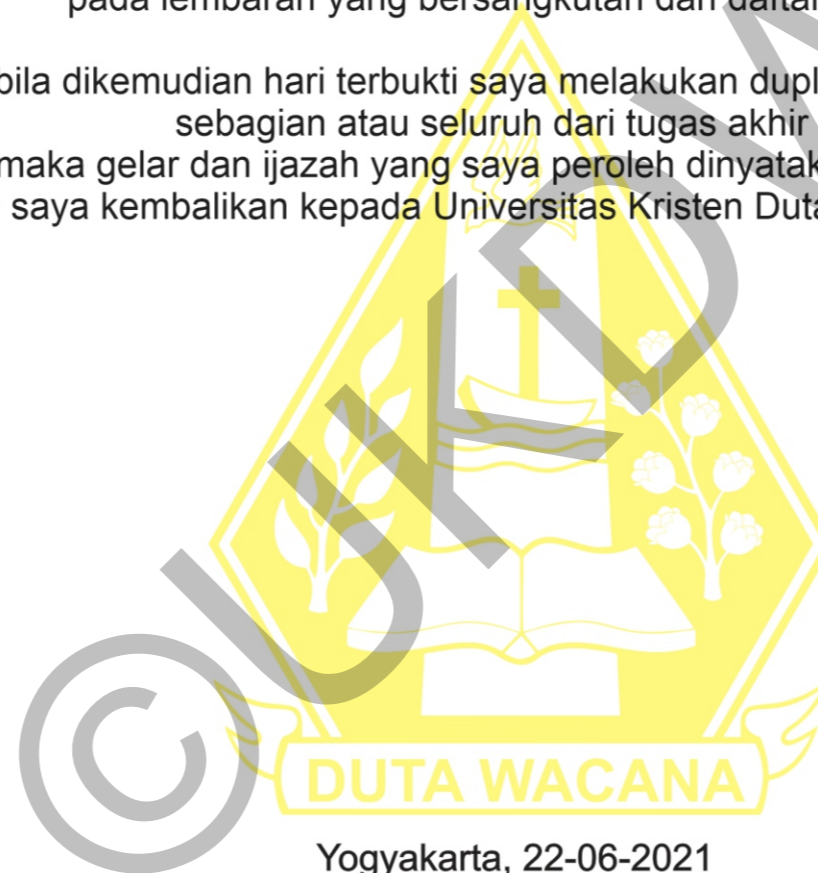 pada lembaran yang bersangkutan dan daftar
bila dikemudian hari terbukti saya melakukan dupl
sebagian atau seluruh dari tugas akhir
maka gelar dan ijazah yang saya peroleh dinyatak
saya kembalikan kepada Universitas Kristen Duta
©UKDW
DUTA WACANA
Yogyakarta, 22-06-2021